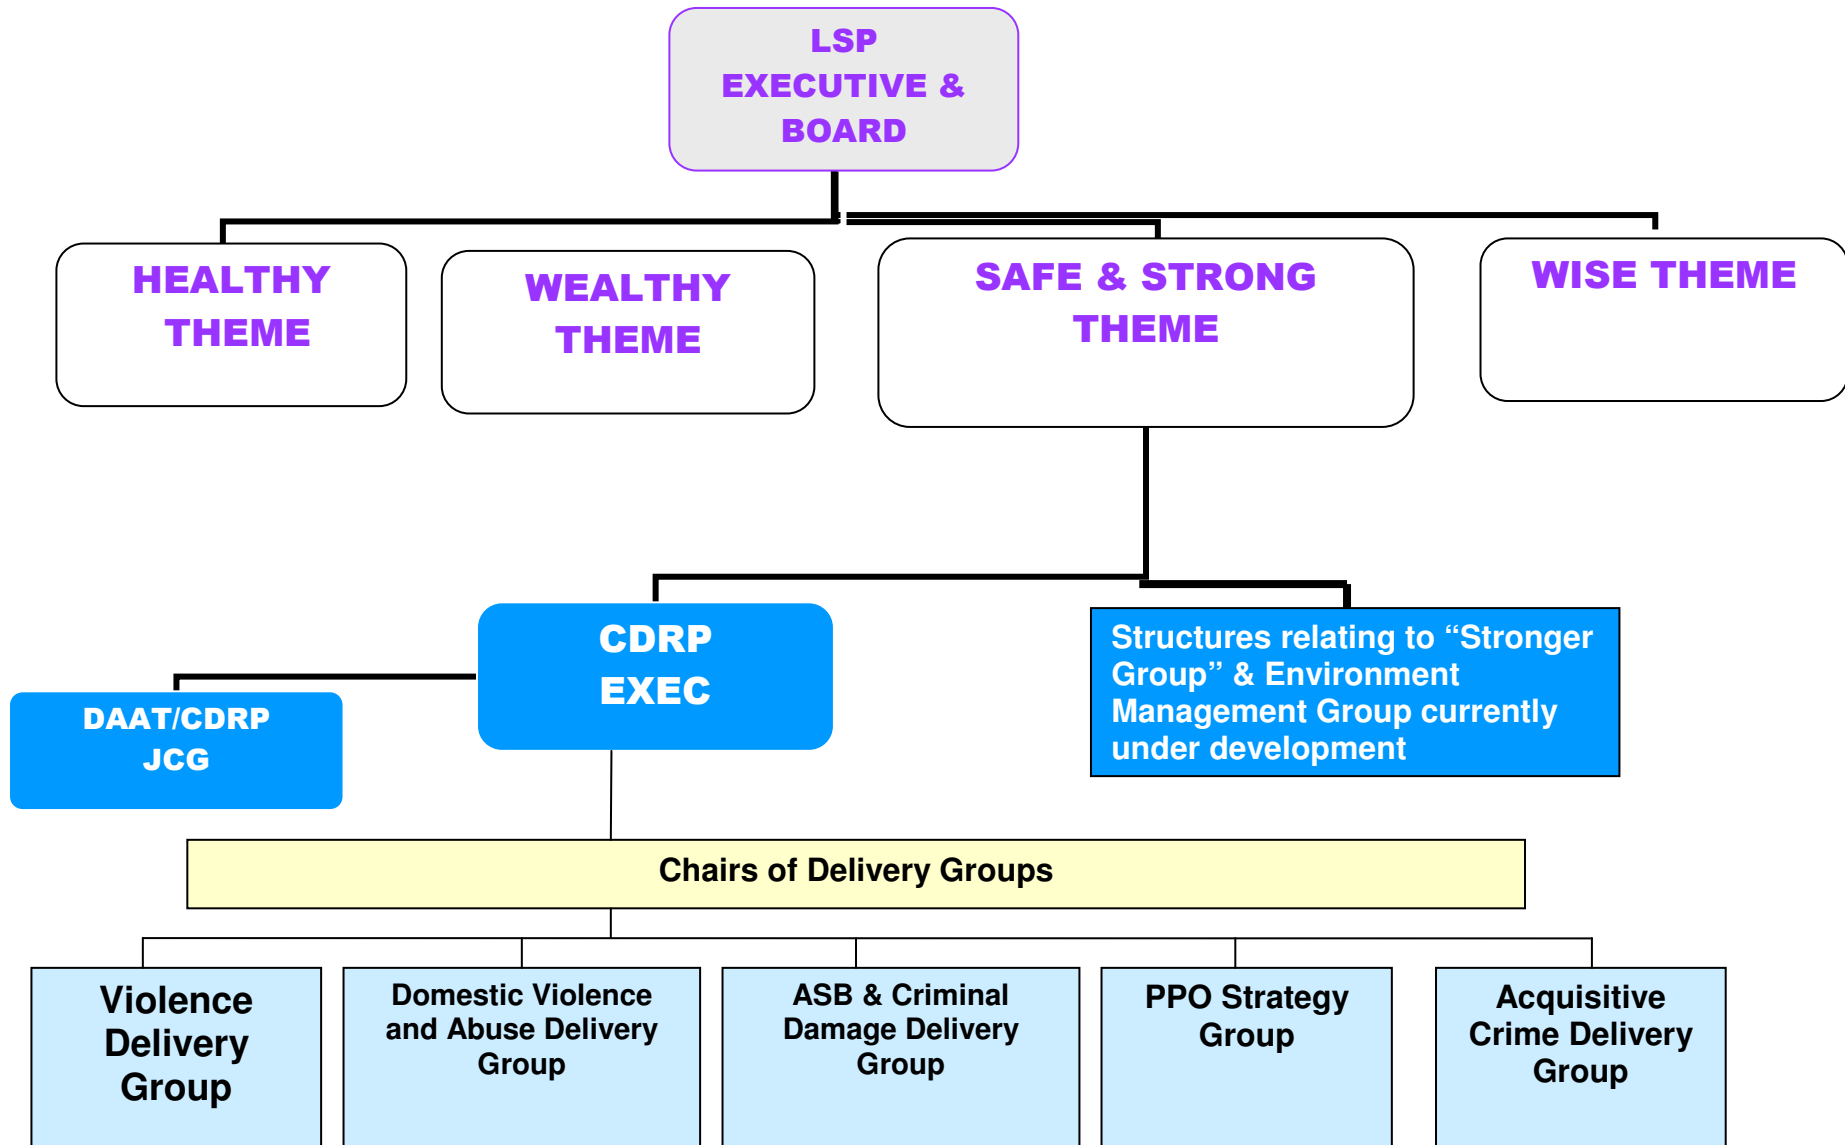 LSP
EXECUTIVE &
BOARD
HEALTHY
THEME
WEALTHY
THEME
SAFE & STRONG
THEME
WISE THEME
CDRP
EXEC
Structures relating to “Stronger
Group” & Environment
Management Group currently
under development
DAAT/CDRP
JCG
Chairs of Delivery Groups
Violence
Delivery
Group
Domestic Violence
and Abuse Delivery
Group
ASB & Criminal
Damage Delivery
Group
PPO Strategy
Group
Acquisitive
Crime Delivery
Group